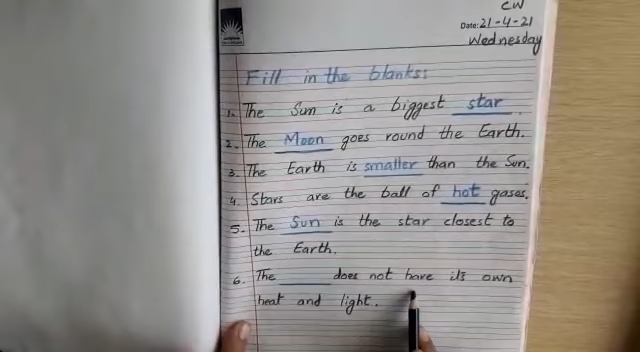 CW
Date: 21-4-21
Wednesday
Fill in the blanks:
1. The Sun is a biggest star.
2. The Moon goes round the Earth.
3. The Earth is smaller than the Sun.
4. Stars are the ball of hot gases.
5. The Sun is the star closest to
the Earth.
6. The ______ does not have its own
heat and light.